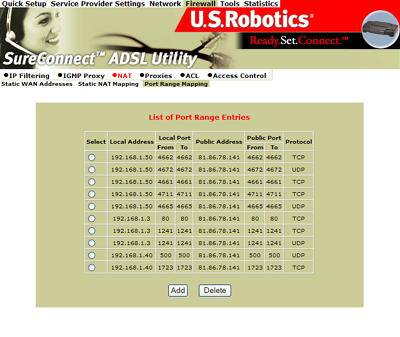 Quick Setup Service Provider Settings Network Firewall Tools Statistics
U.S.Robotics®
Ready.Set.Connect.™
SureConnect™ ADSL Utility
IP Filtering IGMP Proxy NAT Proxies ACL Access Control
Static WAN Addresses Static NAT Mapping Port Range Mapping
List of Port Range Entries
Select Local Address Local Port Public Address Public Port Protocol
From To From To
192.168.1.50 4662 4662 81.86.78.141 4662 4662 TCP
192.168.1.50 4672 4672 81.86.78.141 4672 4672 UDP
192.168.1.50 4661 4661 81.86.78.141 4661 4661 TCP
192.168.1.50 4711 4711 81.86.78.141 4711 4711 TCP
192.168.1.50 4665 4665 81.86.78.141 4665 4665 UDP
192.168.1.3 80 80 81.86.78.141 80 80 TCP
192.168.1.3 1241 1241 81.86.78.141 1241 1241 TCP
192.168.1.3 1241 1241 81.86.78.141 1241 1241 UDP
192.168.1.40 500 500 81.86.78.141 500 500 UDP
192.168.1.40 1723 1723 81.86.78.141 1723 1723 TCP
Add Delete